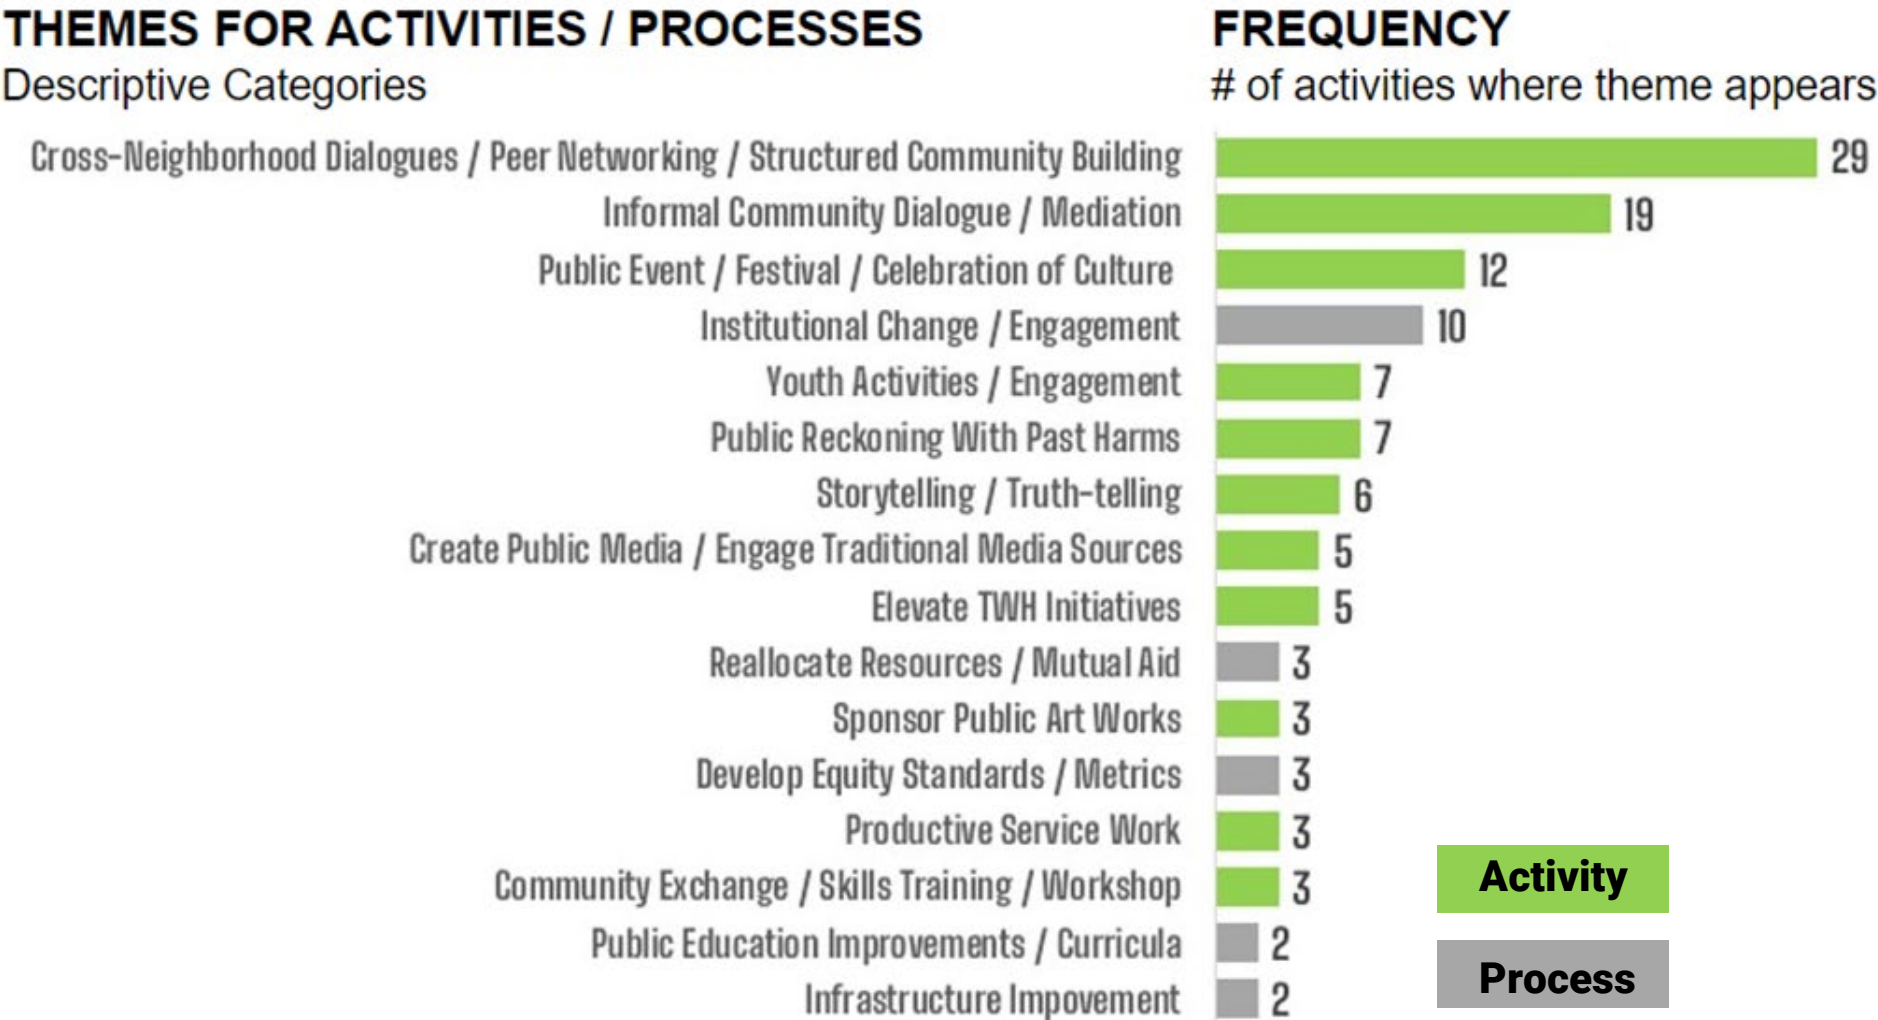 THEMES FOR ACTIVITIES / PROCESSES
Descriptive Categories
FREQUENCY
# of activities where theme appears
Cross-Neighborhood Dialogues / Peer Networking / Structured Community Building 29
Informal Community Dialogue / Mediation 19
Public Event / Festival / Celebration of Culture 12
Institutional Change / Engagement 10
Youth Activities / Engagement 7
Public Reckoning With Past Harms 7
Storytelling / Truth-telling 6
Create Public Media / Engage Traditional Media Sources 5
Elevate TWH Initiatives 5
Reallocate Resources / Mutual Aid 3
Sponsor Public Art Works 3
Develop Equity Standards / Metrics 3
Productive Service Work 3
Community Exchange / Skills Training / Workshop 3
Public Education Improvements / Curricula 2
Infrastructure Impovement 2
Activity
Process